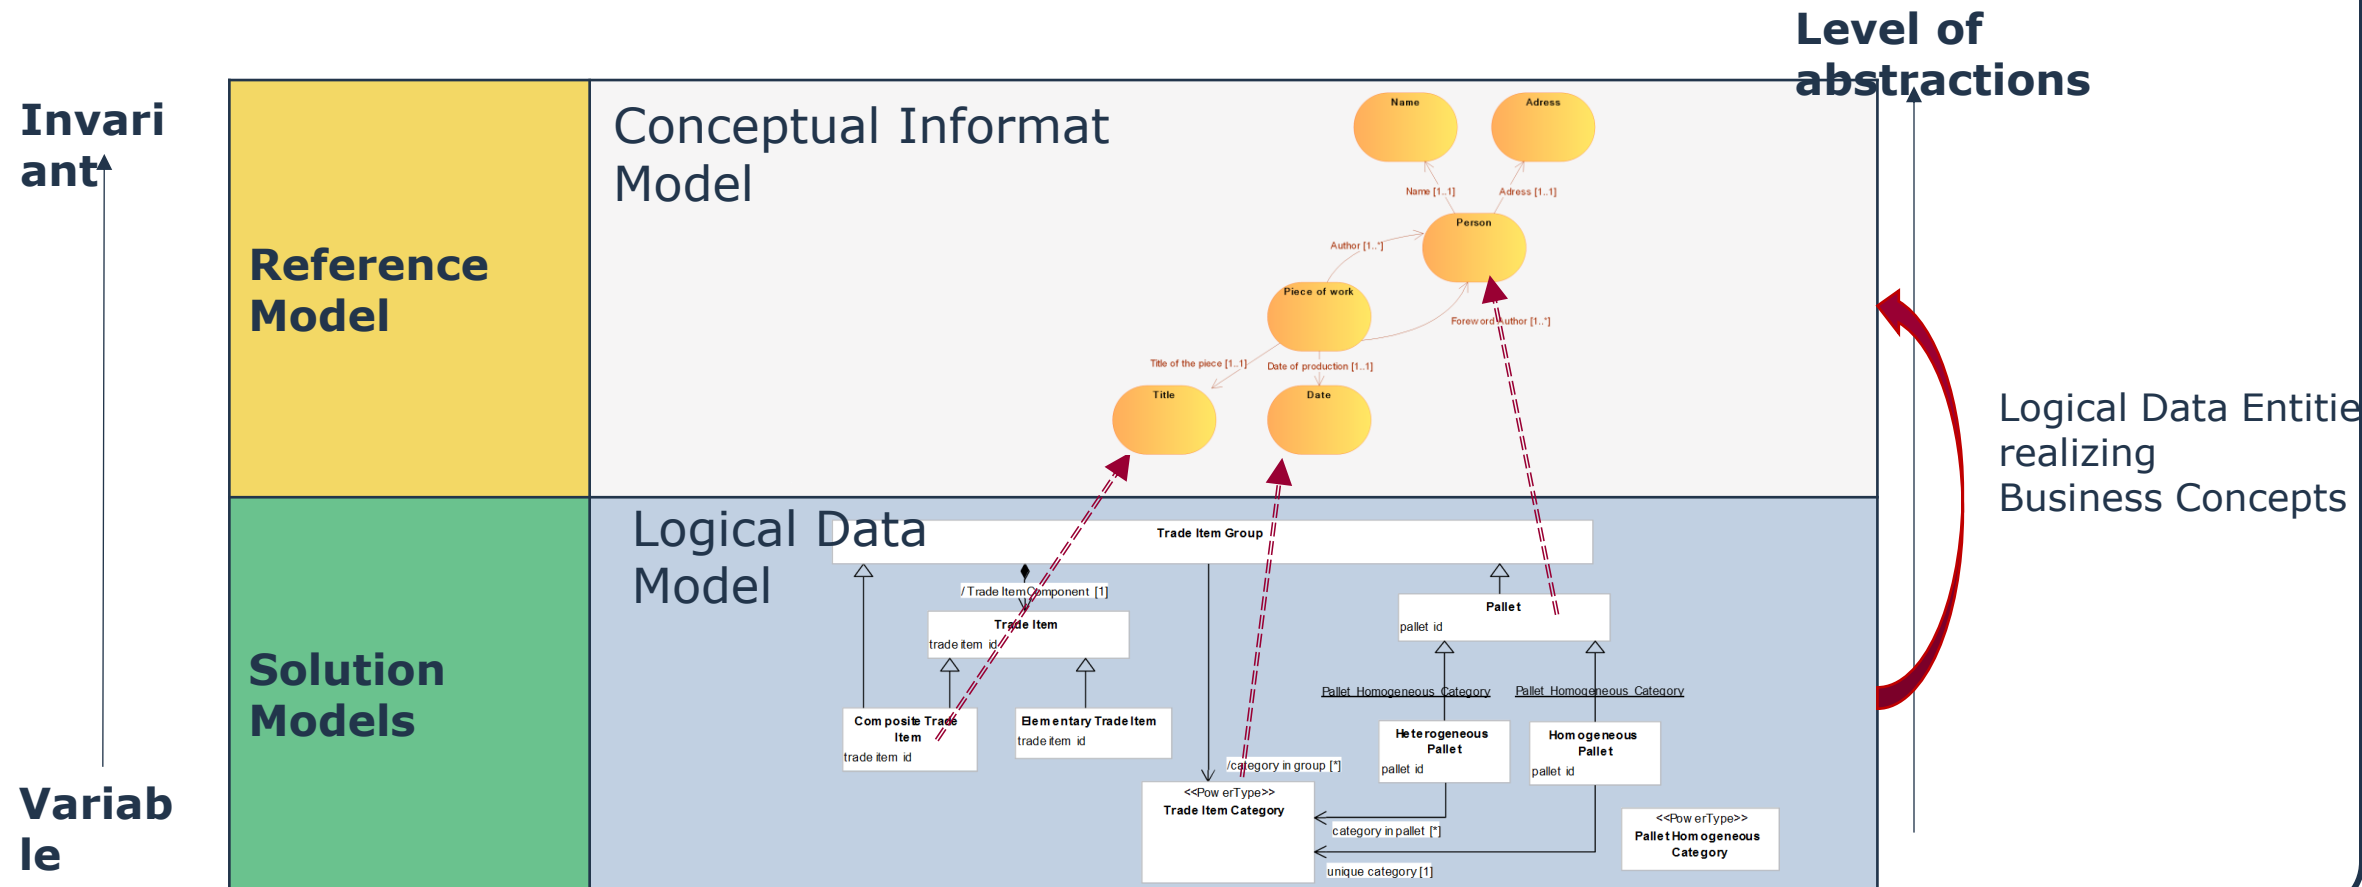 Level of
abstractions
Invari
ant
Reference
Model
Conceptual Informat
Model
Name
Adress
Name [1..1]
Adress [1..1]
Person
Author [1..*]
Piece of work
Foreword Author [1..*]
Title of the piece [1..1]
Date of production [1..1]
Title
Date
Logical Data Entitie
realizing
Business Concepts
Solution
Models
Variab
le
Logical Data
Model
Trade Item Group
/ Trade Item Component [1]
Trade Item
trade item id
Pallet
pallet id
Pallet Homogeneous Category
Pallet Homogeneous Category
Composite Trade
Item
trade item id
Elementary Trade Item
trade item id
Heterogeneous
Pallet
pallet id
Homogeneous
Pallet
pallet id
/category in group [*]
<<PowerType>>
Trade Item Category
category in pallet [*]
unique category [1]
<<PowerType>>
Pallet Homogeneous
Category